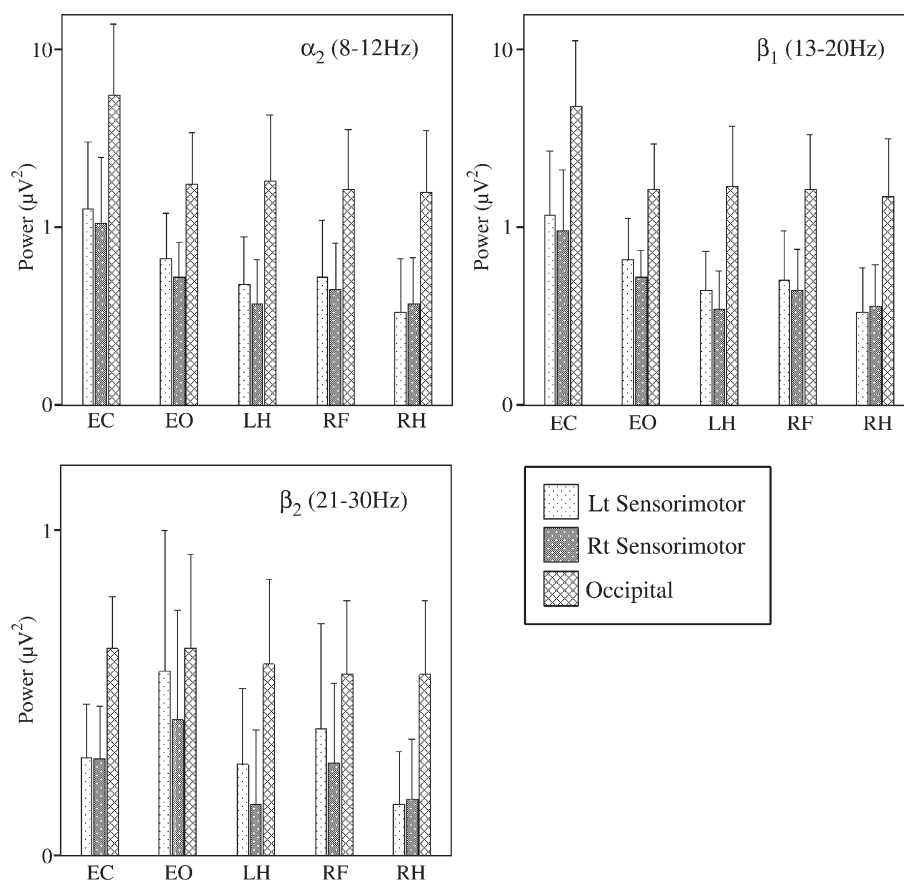 α₂ (8-12Hz)
10
Power (µV²)
1
0
EC EO LH RF RH
β₁ (13-20Hz)
10
Power (µV²)
1
0
EC EO LH RF RH
β₂ (21-30Hz)
1
Power (µV²)
0
EC EO LH RF RH
Lt Sensorimotor
Rt Sensorimotor
Occipital